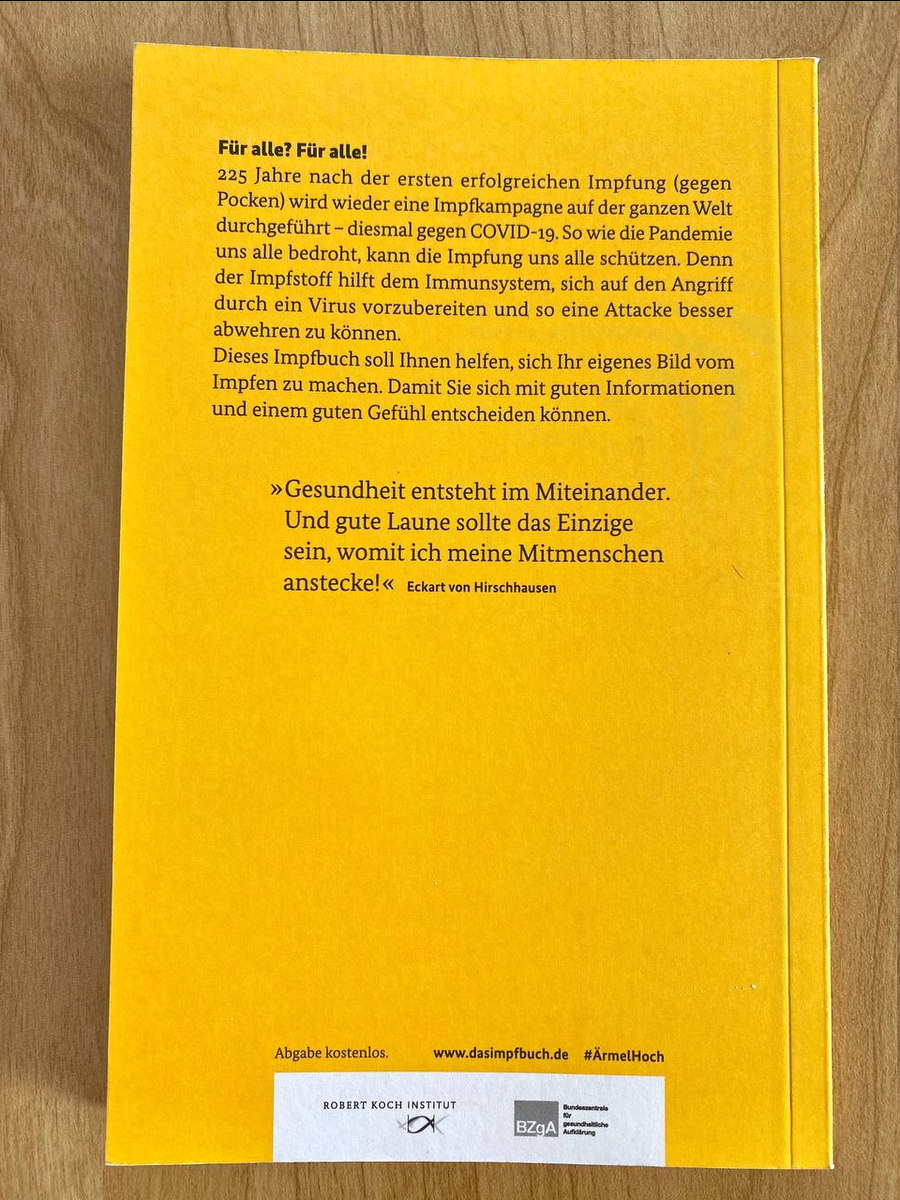 Für alle? Für alle!
225 Jahre nach der ersten erfolgreichen Impfung (gegen
Pocken) wird wieder eine Impfkampagne auf der ganzen Welt
durchgeführt – diesmal gegen COVID-19. So wie die Pandemie
uns alle bedroht, kann die Impfung uns alle schützen. Denn
der Impfstoff hilft dem Immunsystem, sich auf den Angriff
durch ein Virus vorzubereiten und so eine Attacke besser
abwehren zu können.
Dieses Impfbuch soll Ihnen helfen, sich Ihr eigenes Bild vom
Impfen zu machen. Damit Sie sich mit guten Informationen
und einem guten Gefühl entscheiden können.
»Gesundheit entsteht im Miteinander.
Und gute Laune sollte das Einzige
sein, womit ich meine Mitmenschen
anstecke!« Eckart von Hirschhausen
Abgabe kostenlos. www.dasimpfbuch.de #ÄrmelHoch
ROBERT KOCH INSTITUT
BZgA
Bundeszentrale
für
gesundheitliche
Aufklärung